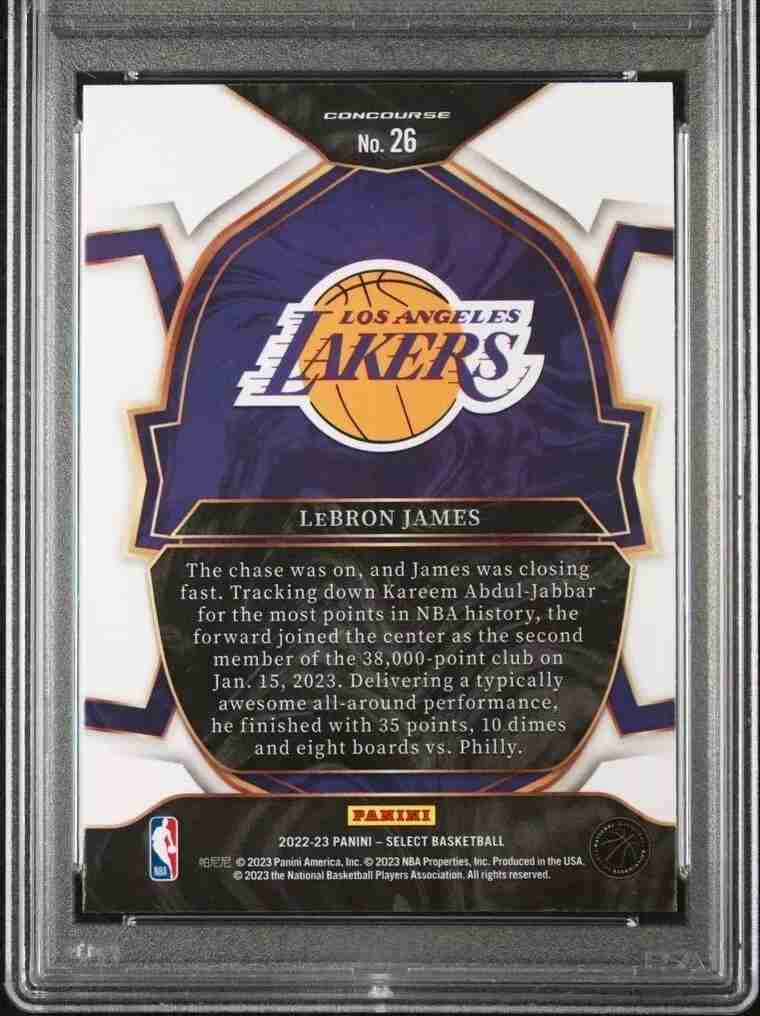 CONCOURSE
No. 26
LOS ANGELES
LAKERS
LEBRON JAMES
The chase was on, and James was closing
fast. Tracking down Kareem Abdul-Jabbar
for the most points in NBA history, the
forward joined the center as the second
member of the 38,000-point club on
Jan. 15, 2023. Delivering a typically
awesome all-around performance,
he finished with 35 points, 10 dimes
and eight boards vs. Philly.
PANINI
2022-23 PANINI – SELECT BASKETBALL
帕尼尼 © 2023 Panini America, Inc. © 2023 NBA Properties, Inc. Produced in the USA.
© 2023 the National Basketball Players Association. All rights reserved.
NBA